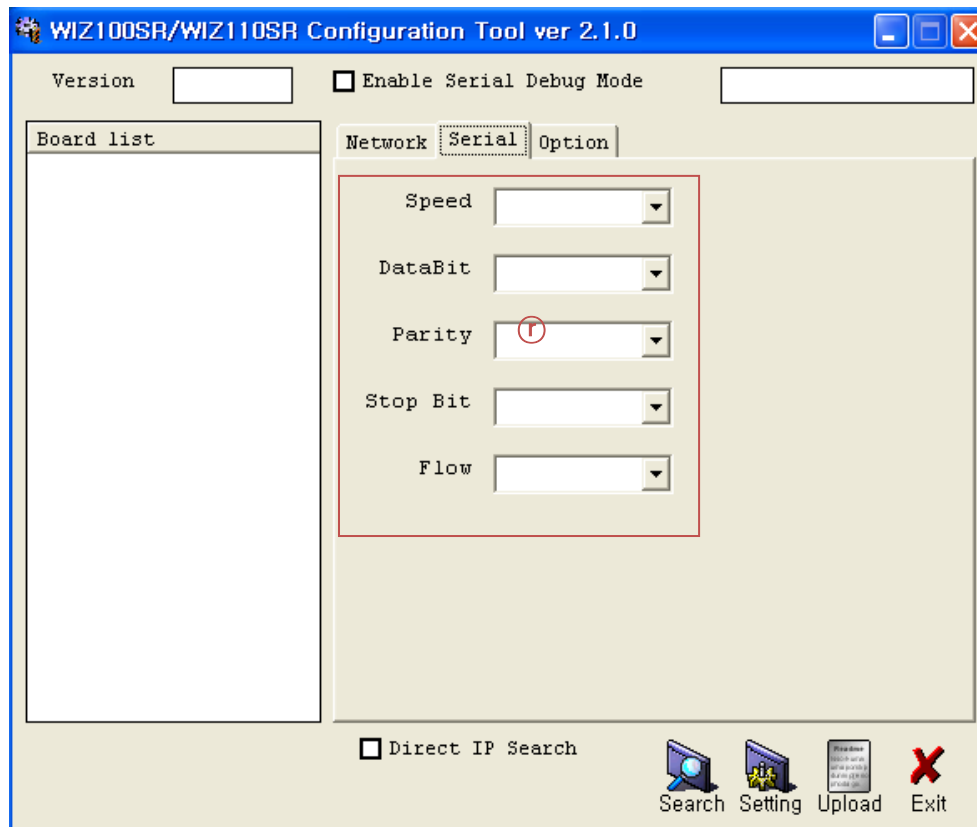 WIZ100SR/WIZ110SR Configuration Tool ver 2.1.0
Version
Enable Serial Debug Mode
Board list
Network Serial Option
Speed
DataBit
Parity ⓡ
Stop Bit
Flow
Direct IP Search
Readme
Search Setting Upload Exit